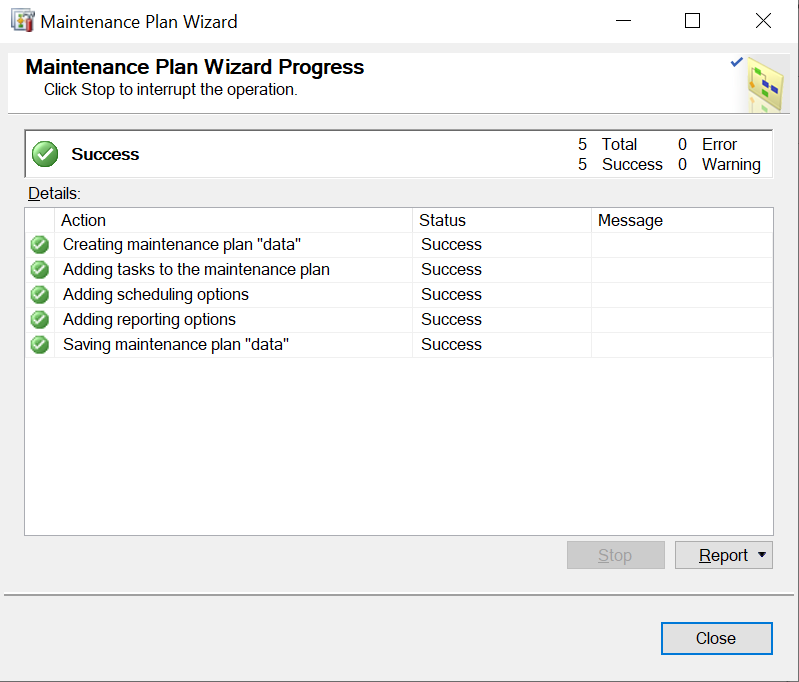 Maintenance Plan Wizard
Maintenance Plan Wizard Progress
Click Stop to interrupt the operation.
Success
5 Total 0 Error
5 Success 0 Warning
Details:
Action Status Message
Creating maintenance plan "data" Success
Adding tasks to the maintenance plan Success
Adding scheduling options Success
Adding reporting options Success
Saving maintenance plan "data" Success
Stop Report
Close